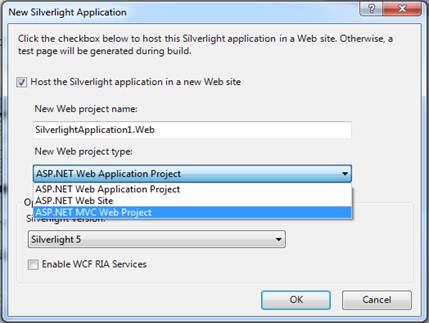 New Silverlight Application
Click the checkbox below to host this Silverlight application in a Web site. Otherwise, a
test page will be generated during build.
Host the Silverlight application in a new Web site
New Web project name:
SilverlightApplication1.Web
New Web project type:
ASP.NET Web Application Project
ASP.NET Web Application Project
ASP.NET Web Site
ASP.NET MVC Web Project
Silverlight Version:
Silverlight 5
Enable WCF RIA Services
OK
Cancel